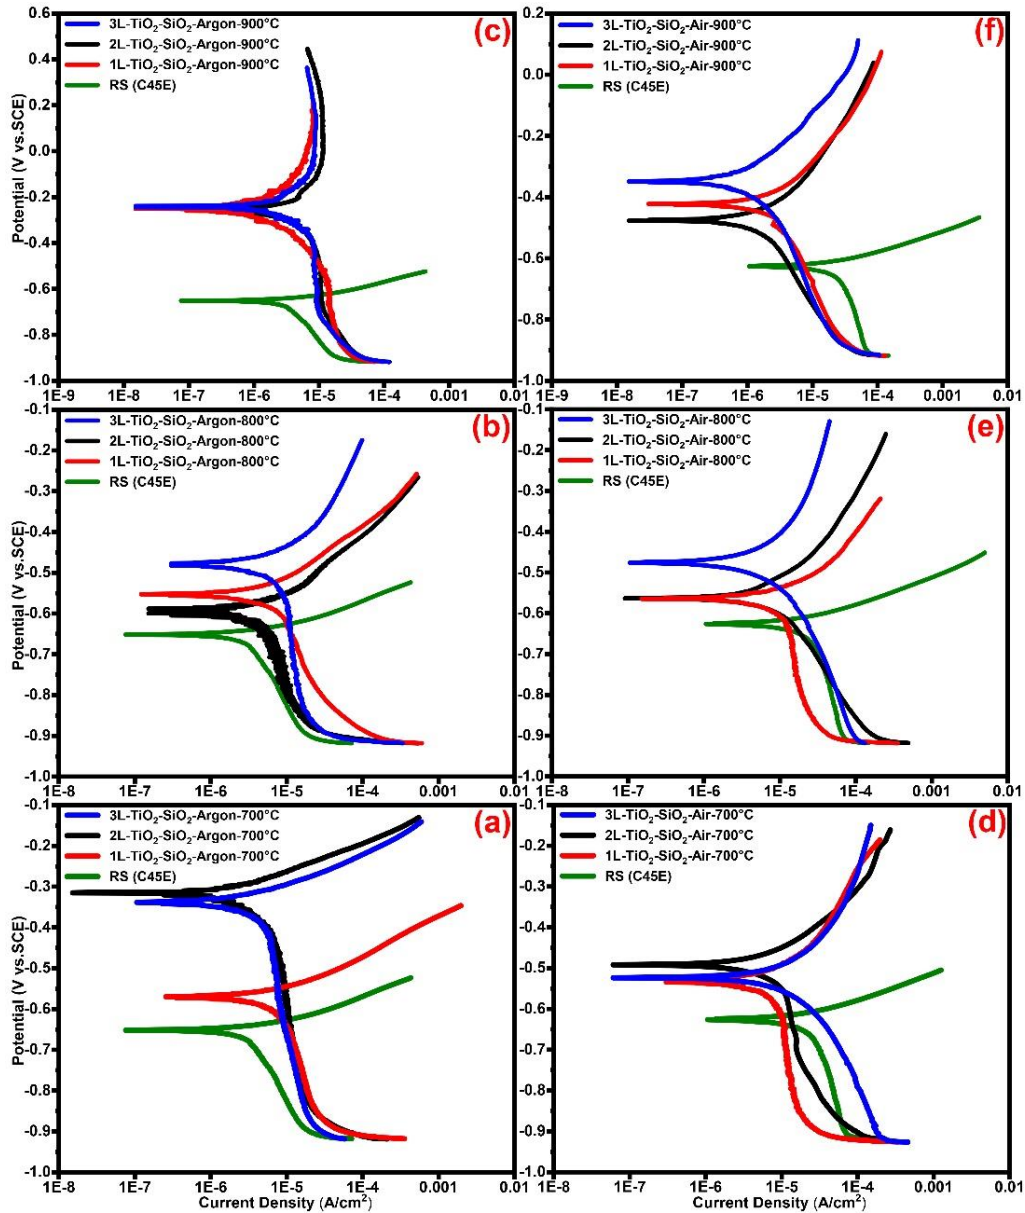 (c)
3L-TiO₂-SiO₂-Argon-900°C
2L-TiO₂-SiO₂-Argon-900°C
1L-TiO₂-SiO₂-Argon-900°C
RS (C45E)
Potential (V vs.SCE)
0.6
0.4
0.2
0.0
-0.2
-0.4
-0.6
-0.8
-1.0
1E-9 1E-8 1E-7 1E-6 1E-5 1E-4 0.001 0.01
(f)
3L-TiO₂-SiO₂-Air-900°C
2L-TiO₂-SiO₂-Air-900°C
1L-TiO₂-SiO₂-Air-900°C
RS (C45E)
0.2
0.0
-0.2
-0.4
-0.6
-0.8
-1.0
1E-9 1E-8 1E-7 1E-6 1E-5 1E-4 0.001 0.01
(b)
3L-TiO₂-SiO₂-Argon-800°C
2L-TiO₂-SiO₂-Argon-800°C
1L-TiO₂-SiO₂-Argon-800°C
RS (C45E)
Potential (V vs.SCE)
-0.1
-0.2
-0.3
-0.4
-0.5
-0.6
-0.7
-0.8
-0.9
-1.0
1E-8 1E-7 1E-6 1E-5 1E-4 0.001 0.01
(e)
3L-TiO₂-SiO₂-Air-800°C
2L-TiO₂-SiO₂-Air-800°C
1L-TiO₂-SiO₂-Air-800°C
RS (C45E)
-0.1
-0.2
-0.3
-0.4
-0.5
-0.6
-0.7
-0.8
-0.9
-1.0
1E-8 1E-7 1E-6 1E-5 1E-4 0.001 0.01
(a)
3L-TiO₂-SiO₂-Argon-700°C
2L-TiO₂-SiO₂-Argon-700°C
1L-TiO₂-SiO₂-Argon-700°C
RS (C45E)
Potential (V vs.SCE)
-0.1
-0.2
-0.3
-0.4
-0.5
-0.6
-0.7
-0.8
-0.9
-1.0
1E-8 1E-7 1E-6 1E-5 1E-4 0.001 0.01
Current Density (A/cm²)
(d)
3L-TiO₂-SiO₂-Air-700°C
2L-TiO₂-SiO₂-Air-700°C
1L-TiO₂-SiO₂-Air-700°C
RS (C45E)
-0.1
-0.2
-0.3
-0.4
-0.5
-0.6
-0.7
-0.8
-0.9
-1.0
1E-8 1E-7 1E-6 1E-5 1E-4 0.001 0.01
Current Density (A/cm²)